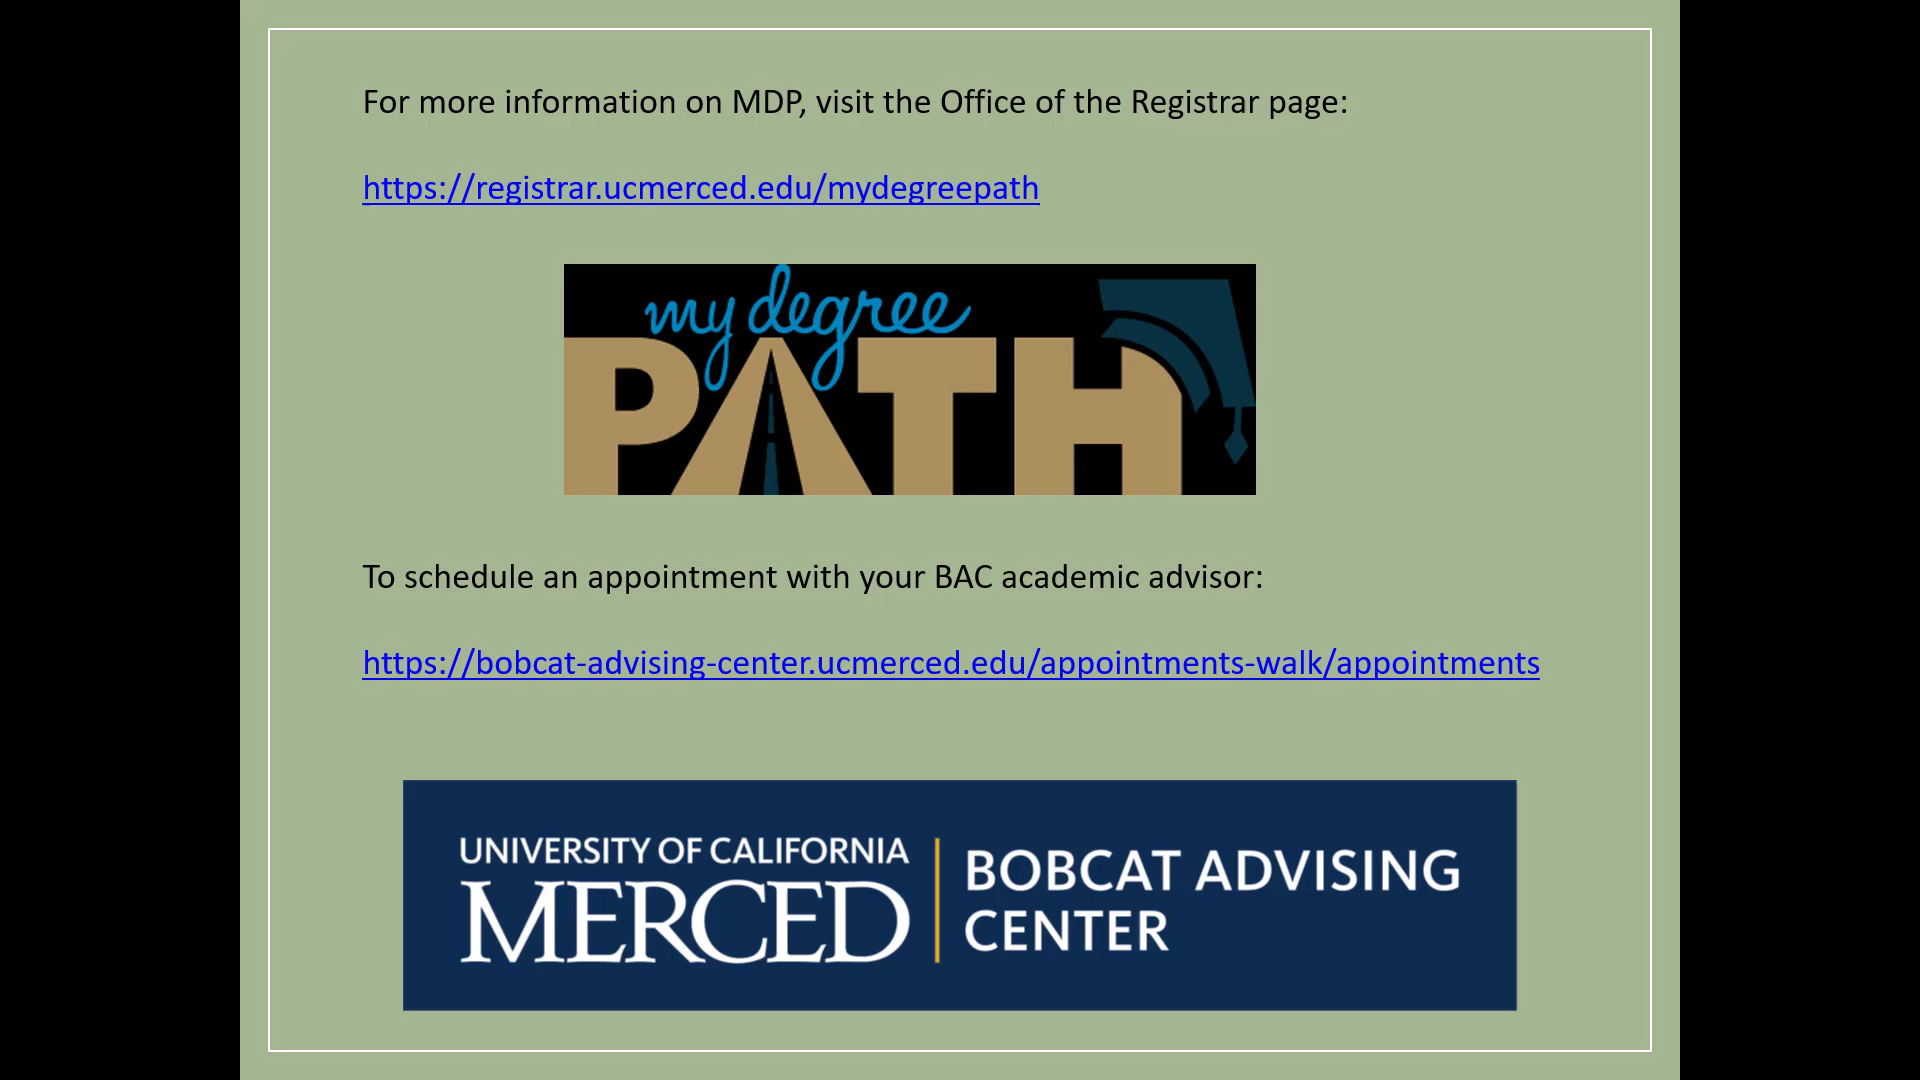 For more information on MDP, visit the Office of the Registrar page:
https://registrar.ucmerced.edu/mydegreepath
my degree
PATH
To schedule an appointment with your BAC academic advisor:
https://bobcat-advising-center.ucmerced.edu/appointments-walk/appointments
UNIVERSITY OF CALIFORNIA
MERCED
BOBCAT ADVISING
CENTER